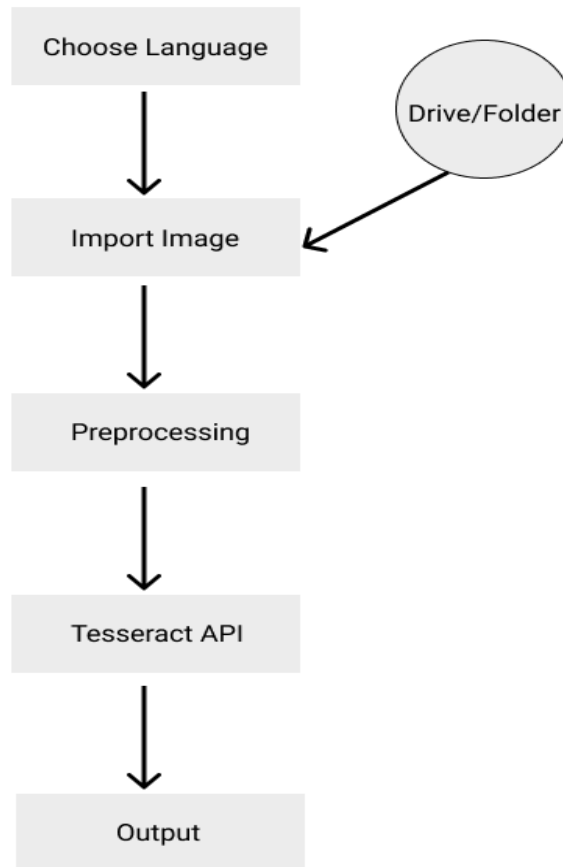 Choose Language
Drive/Folder
Import Image
Preprocessing
Tesseract API
Output